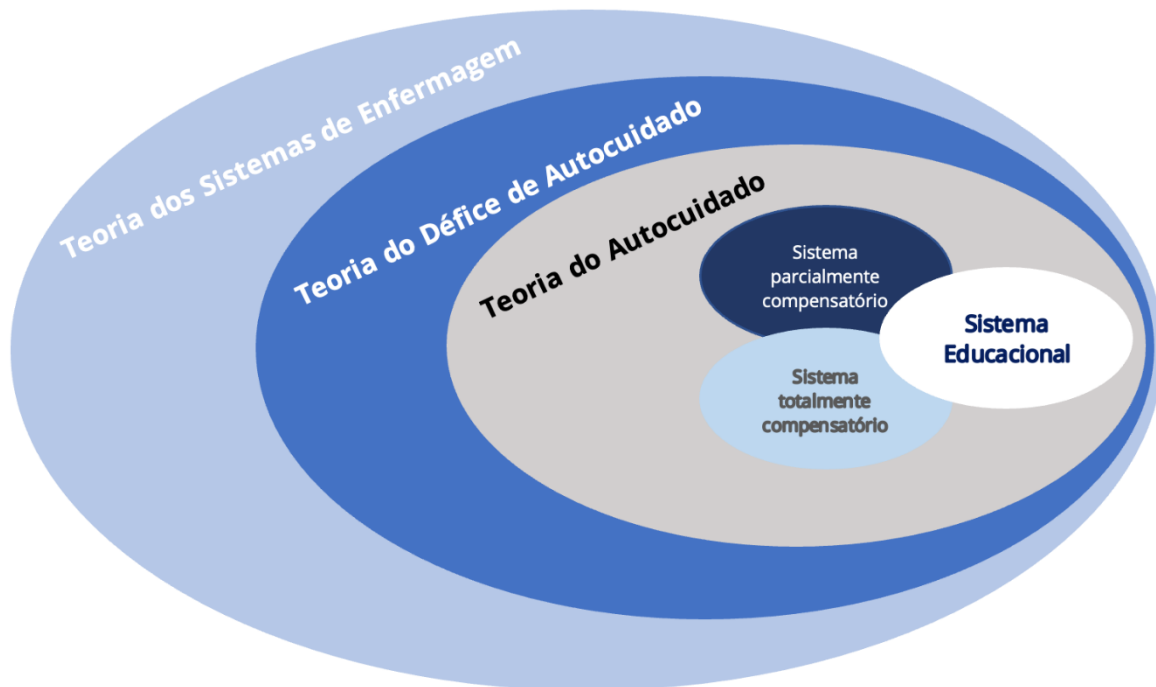 Teoria dos Sistemas de Enfermagem
Teoria do Défice de Autocuidado
Teoria do Autocuidado
Sistema
parcialmente
compensatório
Sistema
Educacional
Sistema
totalmente
compensatório